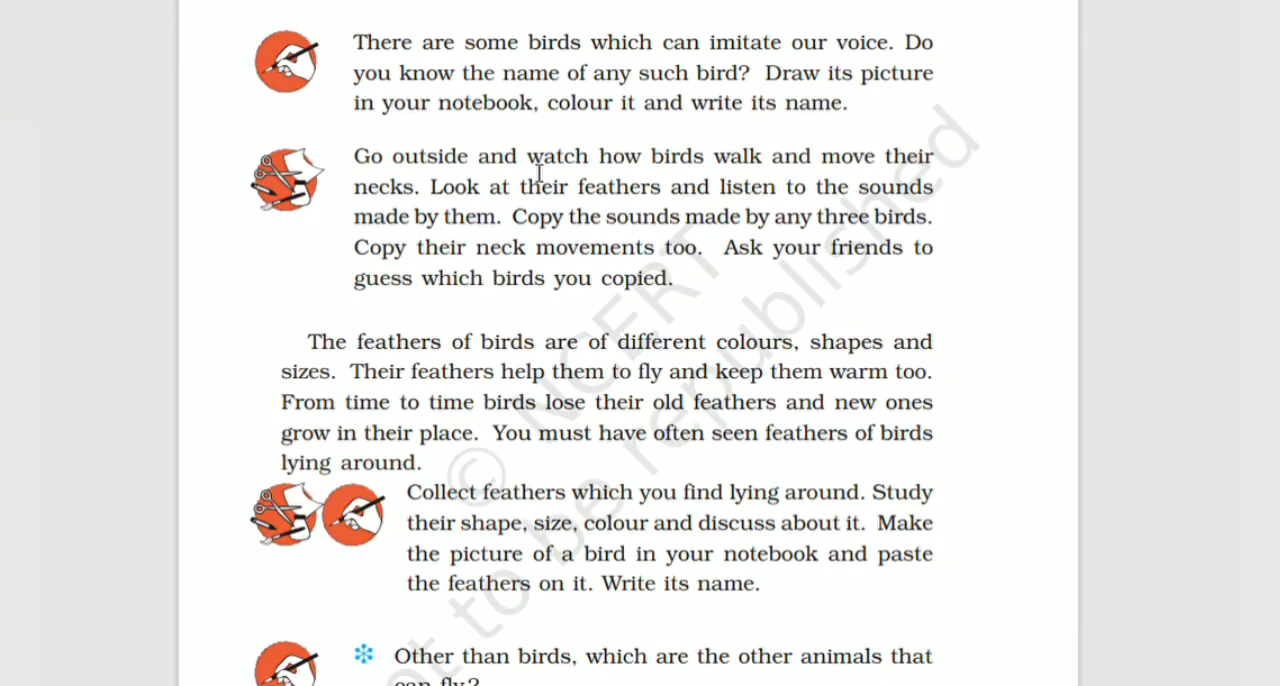 There are some birds which can imitate our voice. Do
you know the name of any such bird? Draw its picture
in your notebook, colour it and write its name.
Go outside and watch how birds walk and move their
necks. Look at their feathers and listen to the sounds
made by them. Copy the sounds made by any three birds.
Copy their neck movements too. Ask your friends to
guess which birds you copied.
The feathers of birds are of different colours, shapes and
sizes. Their feathers help them to fly and keep them warm too.
From time to time birds lose their old feathers and new ones
grow in their place. You must have often seen feathers of birds
lying around.
Collect feathers which you find lying around. Study
their shape, size, colour and discuss about it. Make
the picture of a bird in your notebook and paste
the feathers on it. Write its name.
Other than birds, which are the other animals that
can fly?
© NCERT
not to be republished